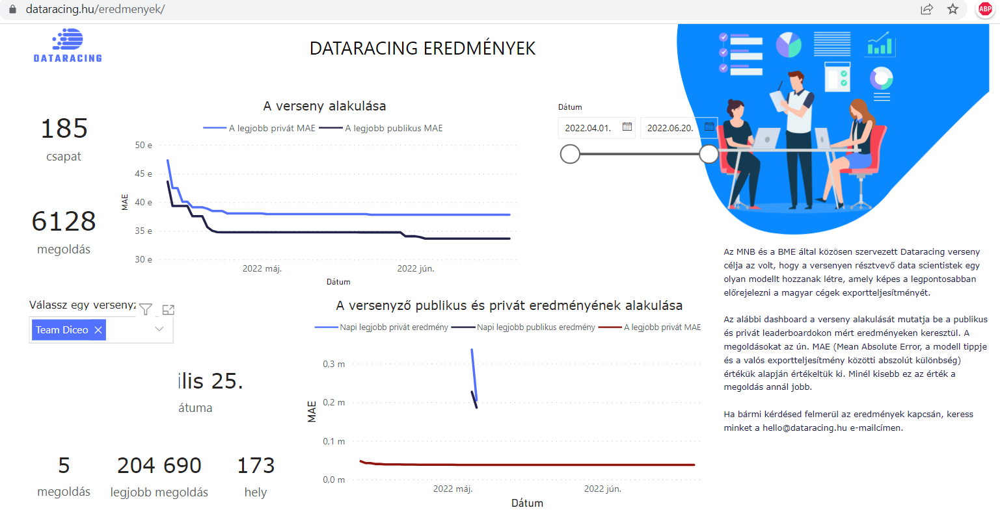 dataracing.hu/eredmenyek/
ABP
DATARACING
DATARACING EREDMÉNYEK
185
csapat
6128
megoldás
A verseny alakulása
A legjobb privát MAE
A legjobb publikus MAE
50 e
45 e
40 e
35 e
30 e
MAE
2022 máj.
2022 jún.
Dátum
Dátum
2022.04.01.
2022.06.20.
Az MNB és a BME által közösen szervezett Dataracing verseny
célja az volt, hogy a versenyen résztvevő data scientistek egy
olyan modellt hozzanak létre, amely képes a legpontosabban
előrejelezni a magyar cégek exportteljesítményét.
Az alábbi dashboard a verseny alakulását mutatja be a publikus
és privát leaderboardokon mért eredményeken keresztül. A
megoldásokat az ún. MAE (Mean Absolute Error, a modell tippje
és a valós exportteljesítmény közötti abszolút különbség)
értékük alapján értékeltük ki. Minél kisebb ez az érték a
megoldás annál jobb.
Ha bármi kérdésed felmerül az eredmények kapcsán, keress
minket a hello@dataracing.hu e-mailcímen.
Válassz egy versenyz
Team Diceo
ilis 25.
átuma
5
megoldás
204 690
legjobb megoldás
173
hely
A versenyző publikus és privát eredményének alakulása
Napi legjobb privát eredmény
Napi legjobb publikus eredmény
A legjobb privát MAE
0,3 m
0,2 m
0,1 m
0,0 m
MAE
2022 máj.
2022 jún.
Dátum